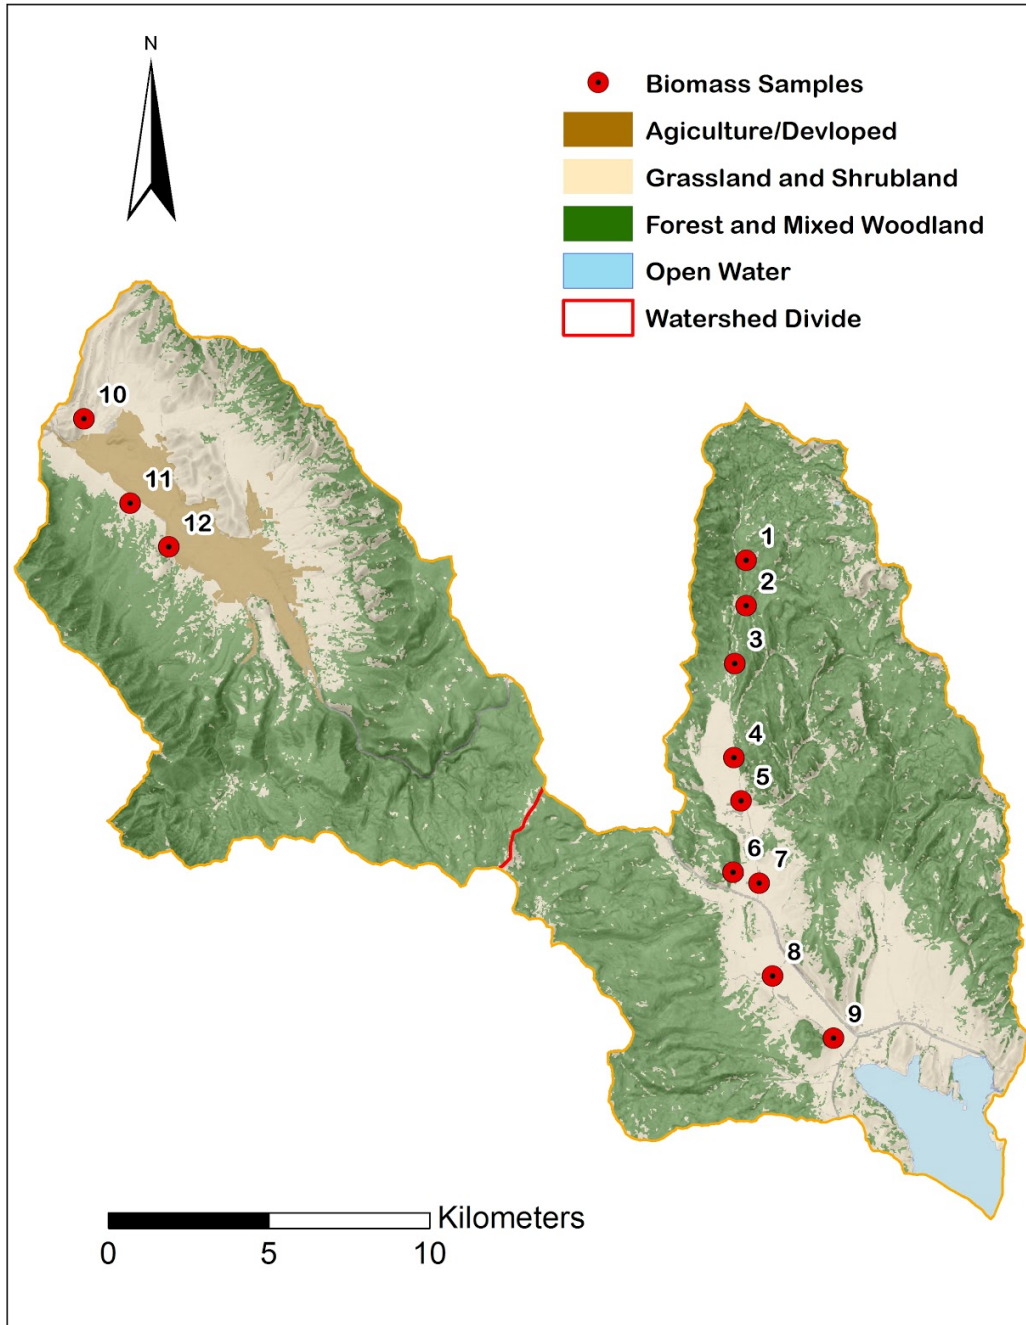 N
Biomass Samples
Agiculture/Devloped
Grassland and Shrubland
Forest and Mixed Woodland
Open Water
Watershed Divide
10
11
12
1
2
3
4
5
6
7
8
9
Kilometers
0 5 10